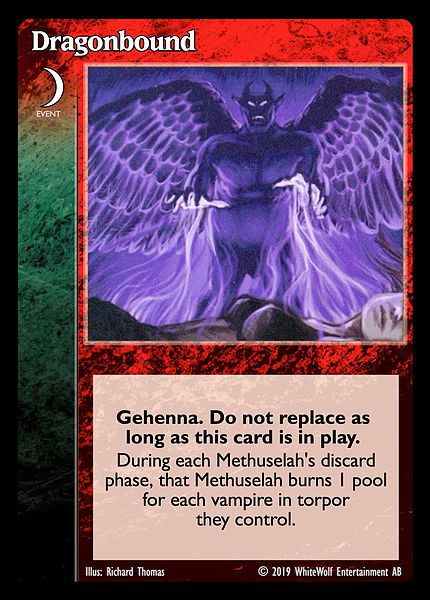 Dragonbound
EVENT
Gehenna. Do not replace as
long as this card is in play.
During each Methuselah's discard
phase, that Methuselah burns 1 pool
for each vampire in torpor
they control.
Illus: Richard Thomas © 2019 WhiteWolf Entertainment AB